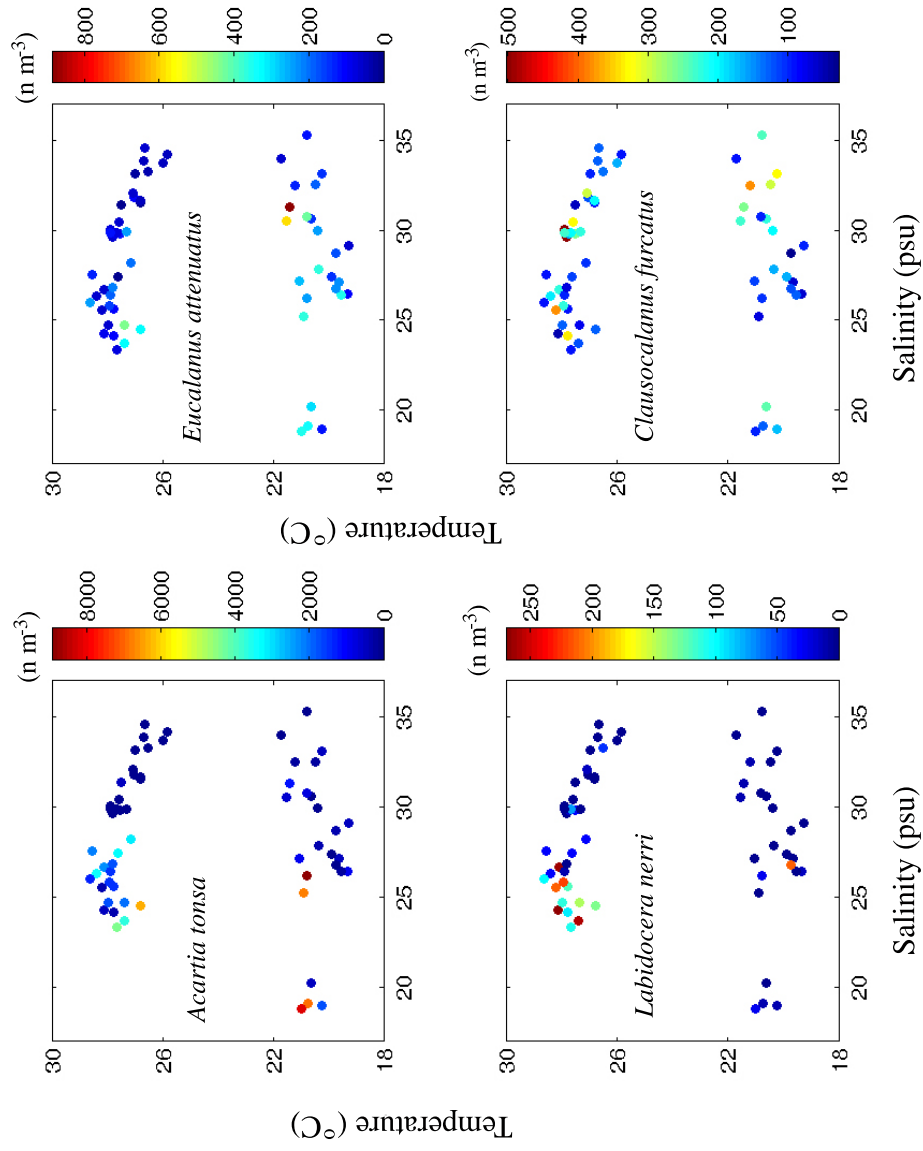 (n m-3)
(n m-3)
30
26
22
18
Acartia tonsa
8000
6000
4000
2000
0
30
26
22
18
Eucalanus attenuatus
800
600
400
200
0
20 25 30 35
20 25 30 35
Temperature (°C)
Temperature (°C)
(n m-3)
(n m-3)
30
26
22
18
Labidocera nerri
250
200
150
100
50
0
30
26
22
18
Clausocalanus furcatus
500
400
300
200
100
20 25 30 35
20 25 30 35
Salinity (psu)
Salinity (psu)